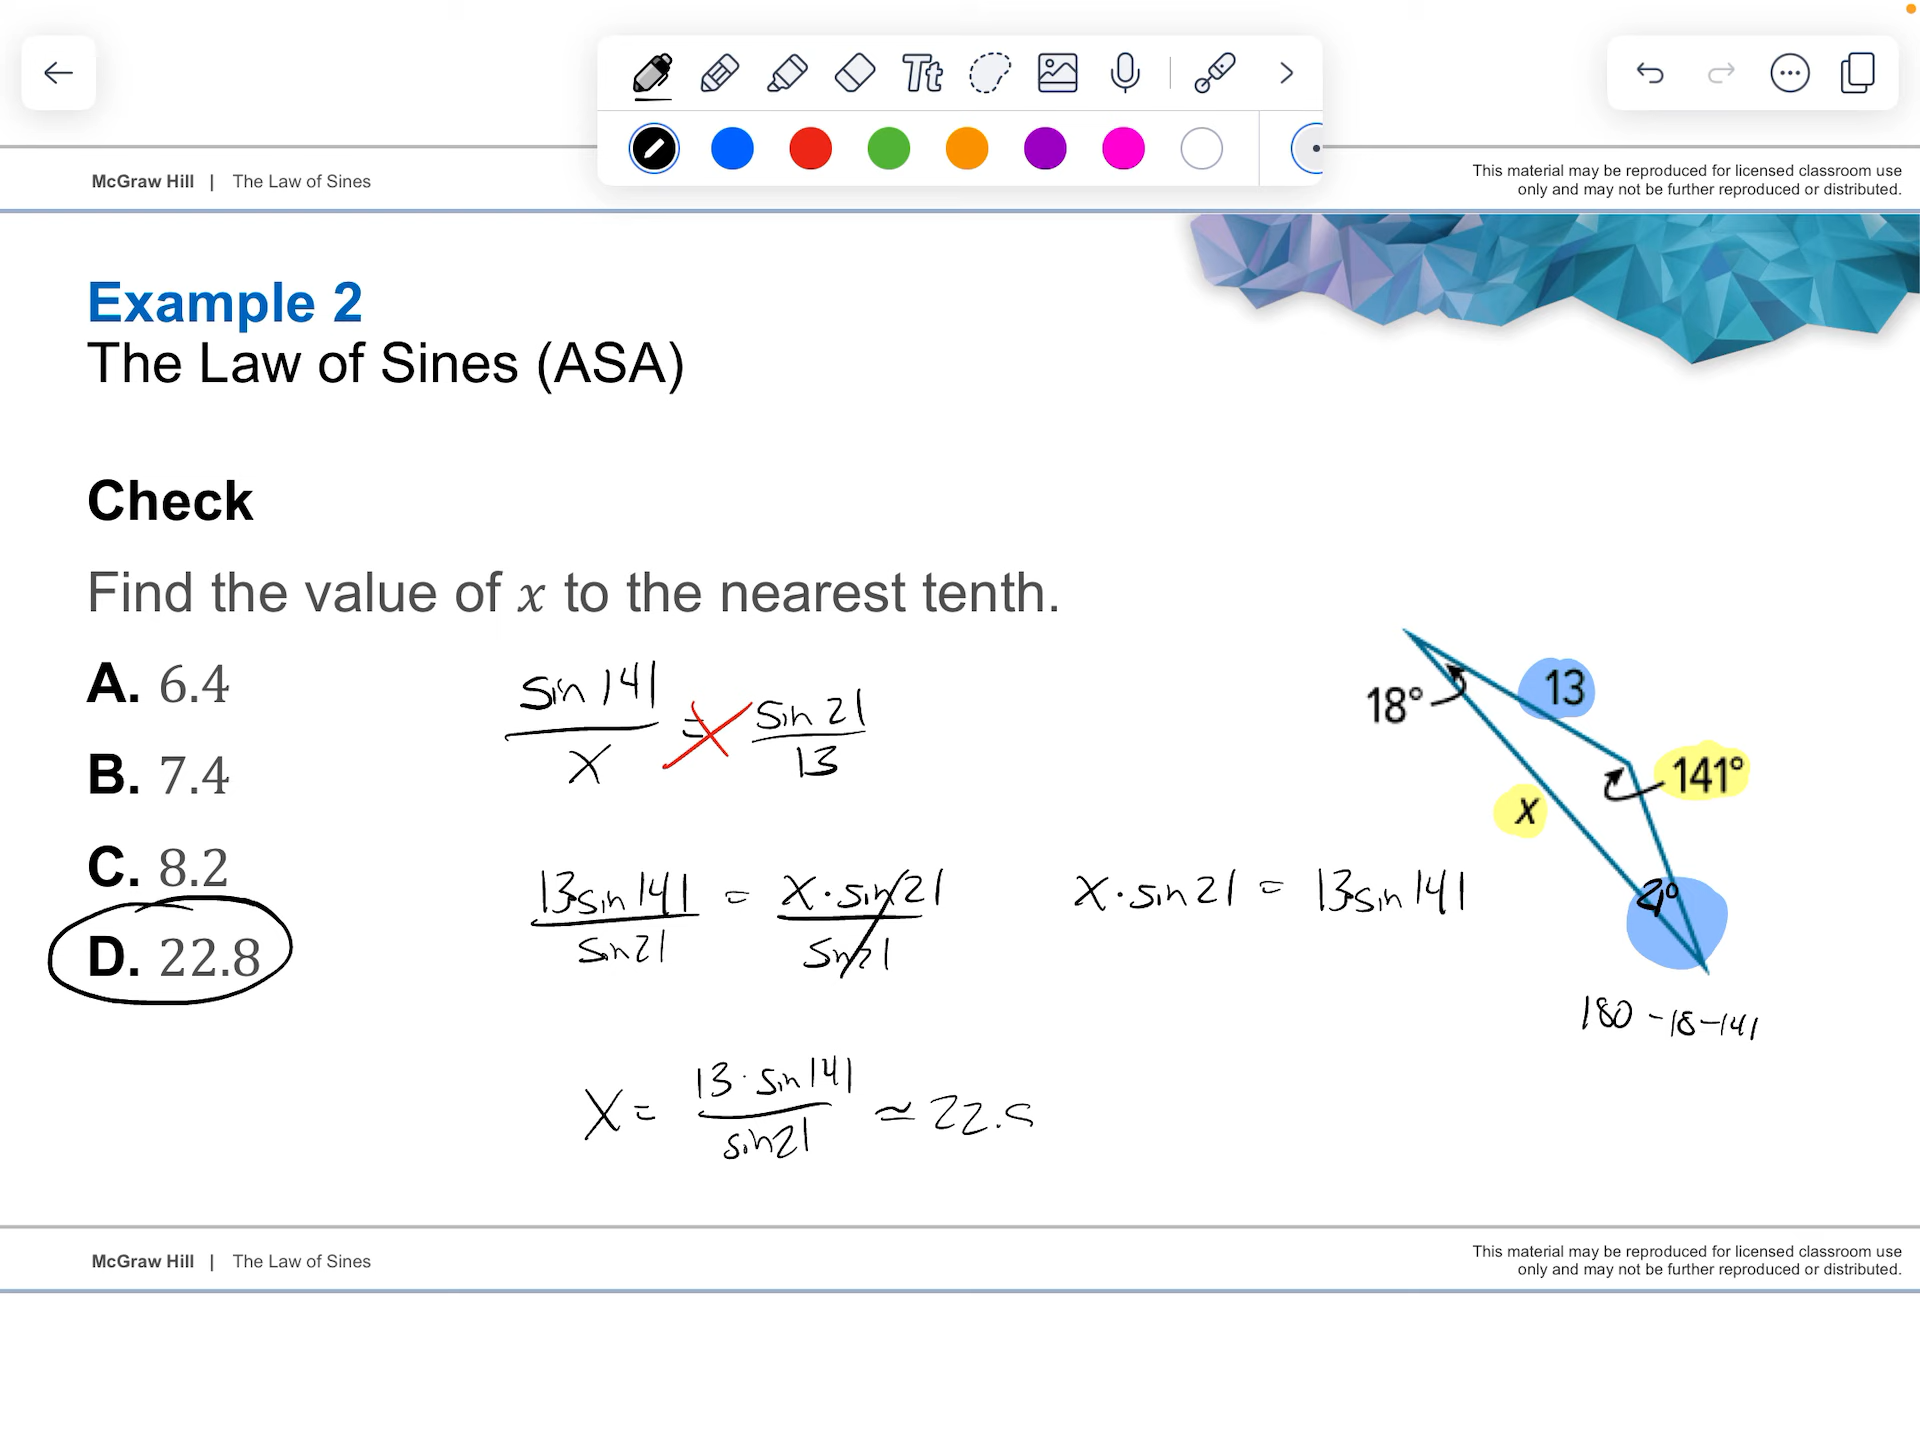 Tt
McGraw Hill | The Law of Sines
This material may be reproduced for licensed classroom use
only and may not be further reproduced or distributed.
Example 2
The Law of Sines (ASA)
Check
Find the value of x to the nearest tenth.
A. 6.4
B. 7.4
C. 8.2
D. 22.8
sin 141 / x = sin 21 / 13
13 sin 141 / sin 21 = x · sin 21 / sin 21
x · sin 21 = 13 sin 141
x = 13 · sin 141 / sin 21 ≃ 22.
18°
13
141°
x
180 - 18 - 141
McGraw Hill | The Law of Sines
This material may be reproduced for licensed classroom use
only and may not be further reproduced or distributed.